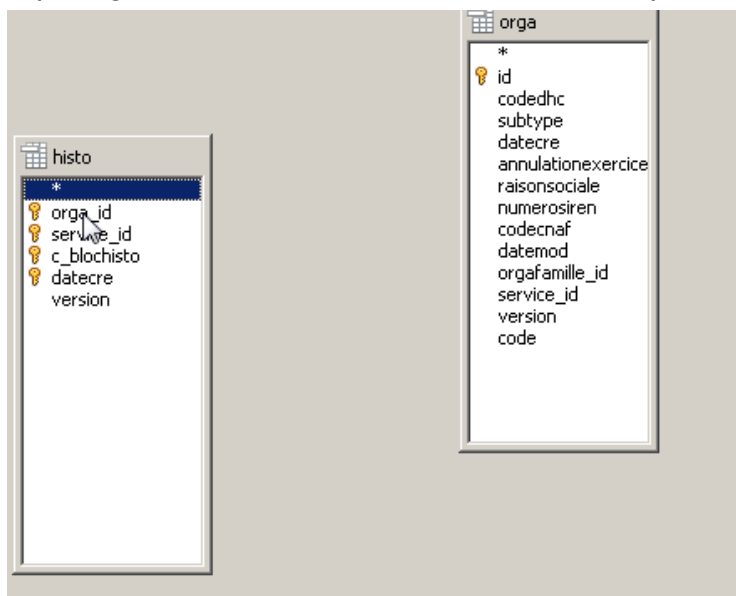 histo
*
orga_id
service_id
c_blochisto
datecre
version
orga
*
id
codedhc
subtype
datecre
annulationexercice
raisonsociale
numerosiren
codecnaf
datemod
orgafamille_id
service_id
version
code